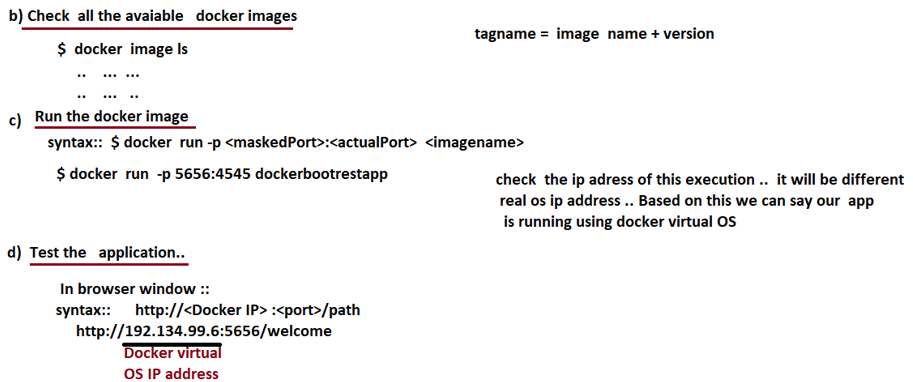 b) Check all the avaiable docker images
tagname = image name + version
$ docker image ls
.. ... ...
.. ... ..
c) Run the docker image
syntax:: $ docker run -p <maskedPort>:<actualPort> <imagename>
$ docker run -p 5656:4545 dockerbootrestapp
check the ip adress of this execution .. it will be different
real os ip address .. Based on this we can say our app
is running using docker virtual OS
d) Test the application..
In browser window ::
syntax:: http://<Docker IP> :<port>/path
http://192.134.99.6:5656/welcome
Docker virtual
OS IP address